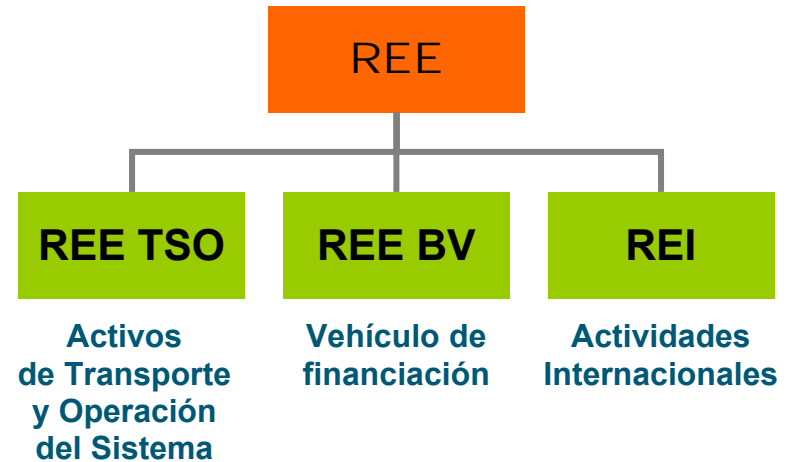 REE
REE TSO
REE BV
REI
Activos
de Transporte
y Operación
del Sistema
Vehículo de
financiación
Actividades
Internacionales